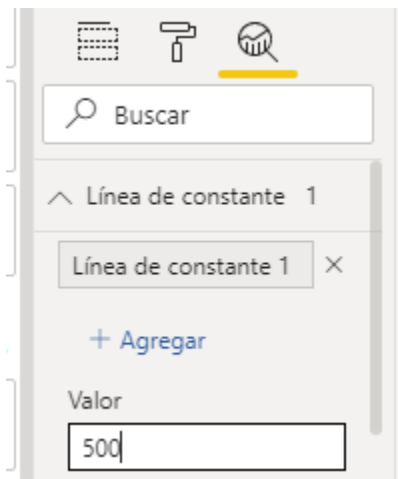 Buscar
Línea de constante 1
Línea de constante 1 ×
+ Agregar
Valor
500